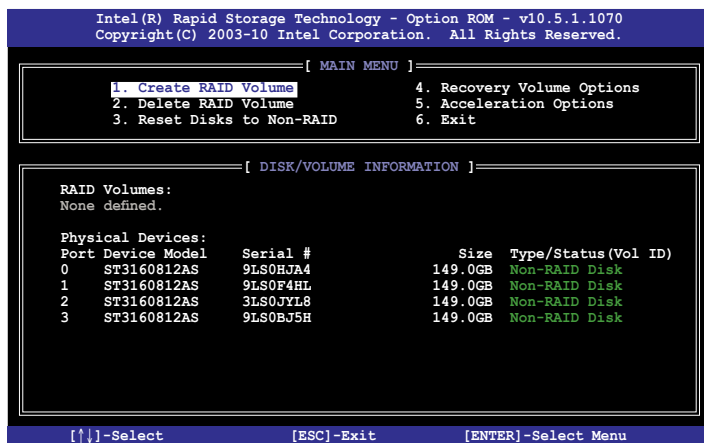 Intel(R) Rapid Storage Technology - Option ROM - v10.5.1.1070
Copyright(C) 2003-10 Intel Corporation. All Rights Reserved.
[ MAIN MENU ]
1. Create RAID Volume 4. Recovery Volume Options
2. Delete RAID Volume 5. Acceleration Options
3. Reset Disks to Non-RAID 6. Exit
[ DISK/VOLUME INFORMATION ]
RAID Volumes:
None defined.
Physical Devices:
Port Device Model Serial # Size Type/Status(Vol ID)
0 ST3160812AS 9LS0HJA4 149.0GB Non-RAID Disk
1 ST3160812AS 9LS0F4HL 149.0GB Non-RAID Disk
2 ST3160812AS 3LS0JYL8 149.0GB Non-RAID Disk
3 ST3160812AS 9LS0BJ5H 149.0GB Non-RAID Disk
[↑↓]-Select [ESC]-Exit [ENTER]-Select Menu